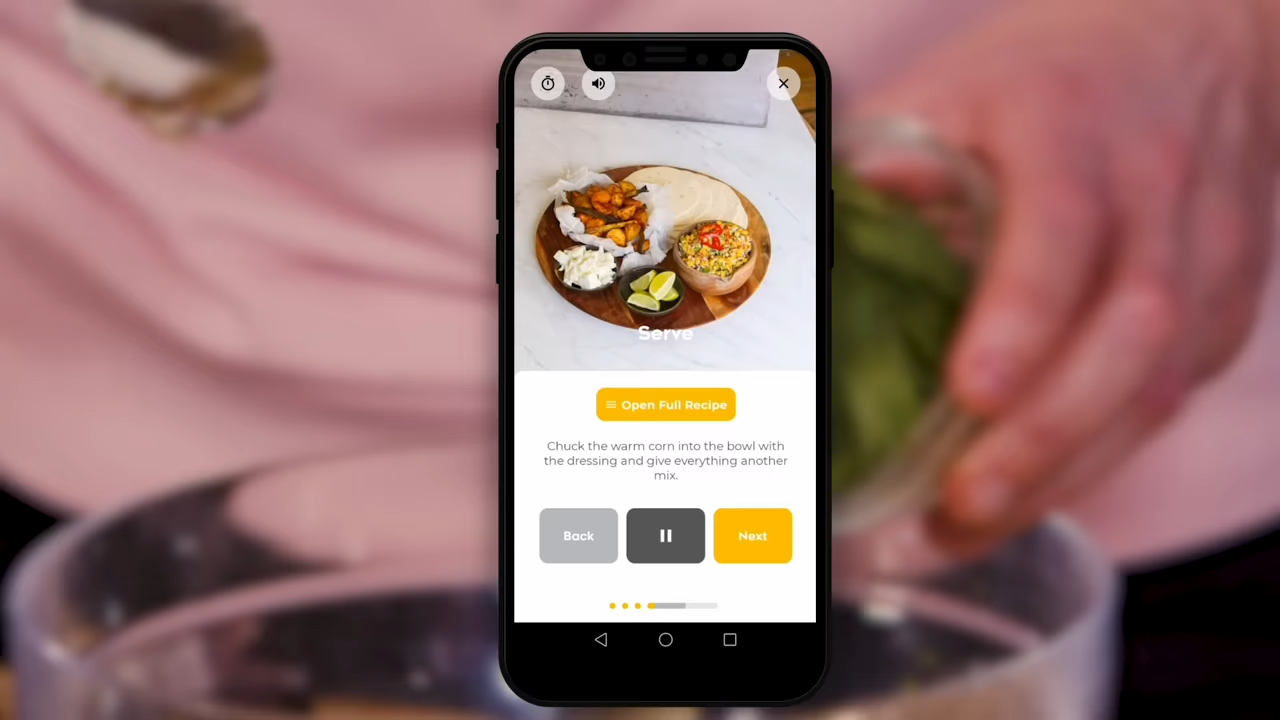 Serve
Open Full Recipe
Chuck the warm corn into the bowl with
the dressing and give everything another
mix.
Back
Next